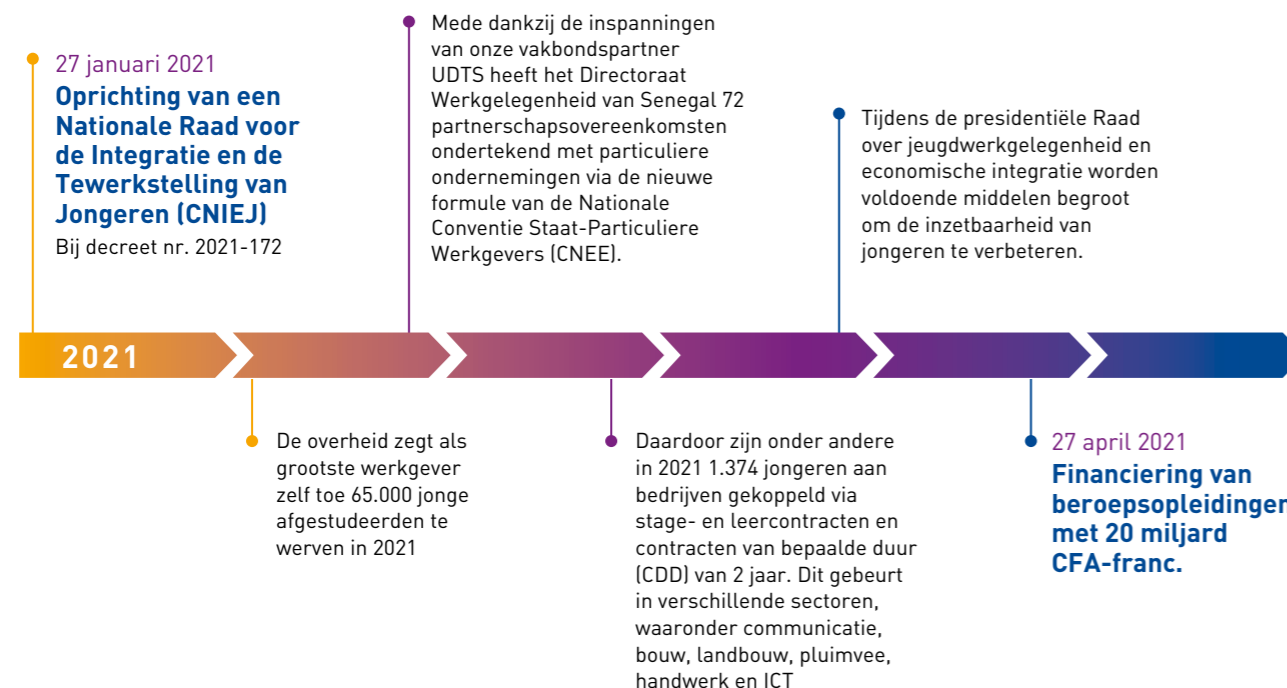 27 januari 2021
Oprichting van een
Nationale Raad voor
de Integratie en de
Tewerkstelling van
Jongeren (CNIEJ)
Bij decreet nr. 2021-172
Mede dankzij de inspanningen
van onze vakbondspartner
UDTS heeft het Directoraat
Werkgelegenheid van Senegal 72
partnerschapsovereenkomsten
ondertekend met particuliere
ondernemingen via de nieuwe
formule van de Nationale
Conventie Staat-Particuliere
Werkgevers (CNEE).
Tijdens de presidentiële Raad
over jeugdwerkgelegenheid en
economische integratie worden
voldoende middelen begroot
om de inzetbaarheid van
jongeren te verbeteren.
2021
De overheid zegt als
grootste werkgever
zelf toe 65.000 jonge
afgestudeerden te
werven in 2021
Daardoor zijn onder andere
in 2021 1.374 jongeren aan
bedrijven gekoppeld via
stage- en leercontracten en
contracten van bepaalde duur
(CDD) van 2 jaar. Dit gebeurt
in verschillende sectoren,
waaronder communicatie,
bouw, landbouw, pluimvee,
handwerk en ICT
27 april 2021
Financiering van
beroepsopleidingen
met 20 miljard
CFA-franc.